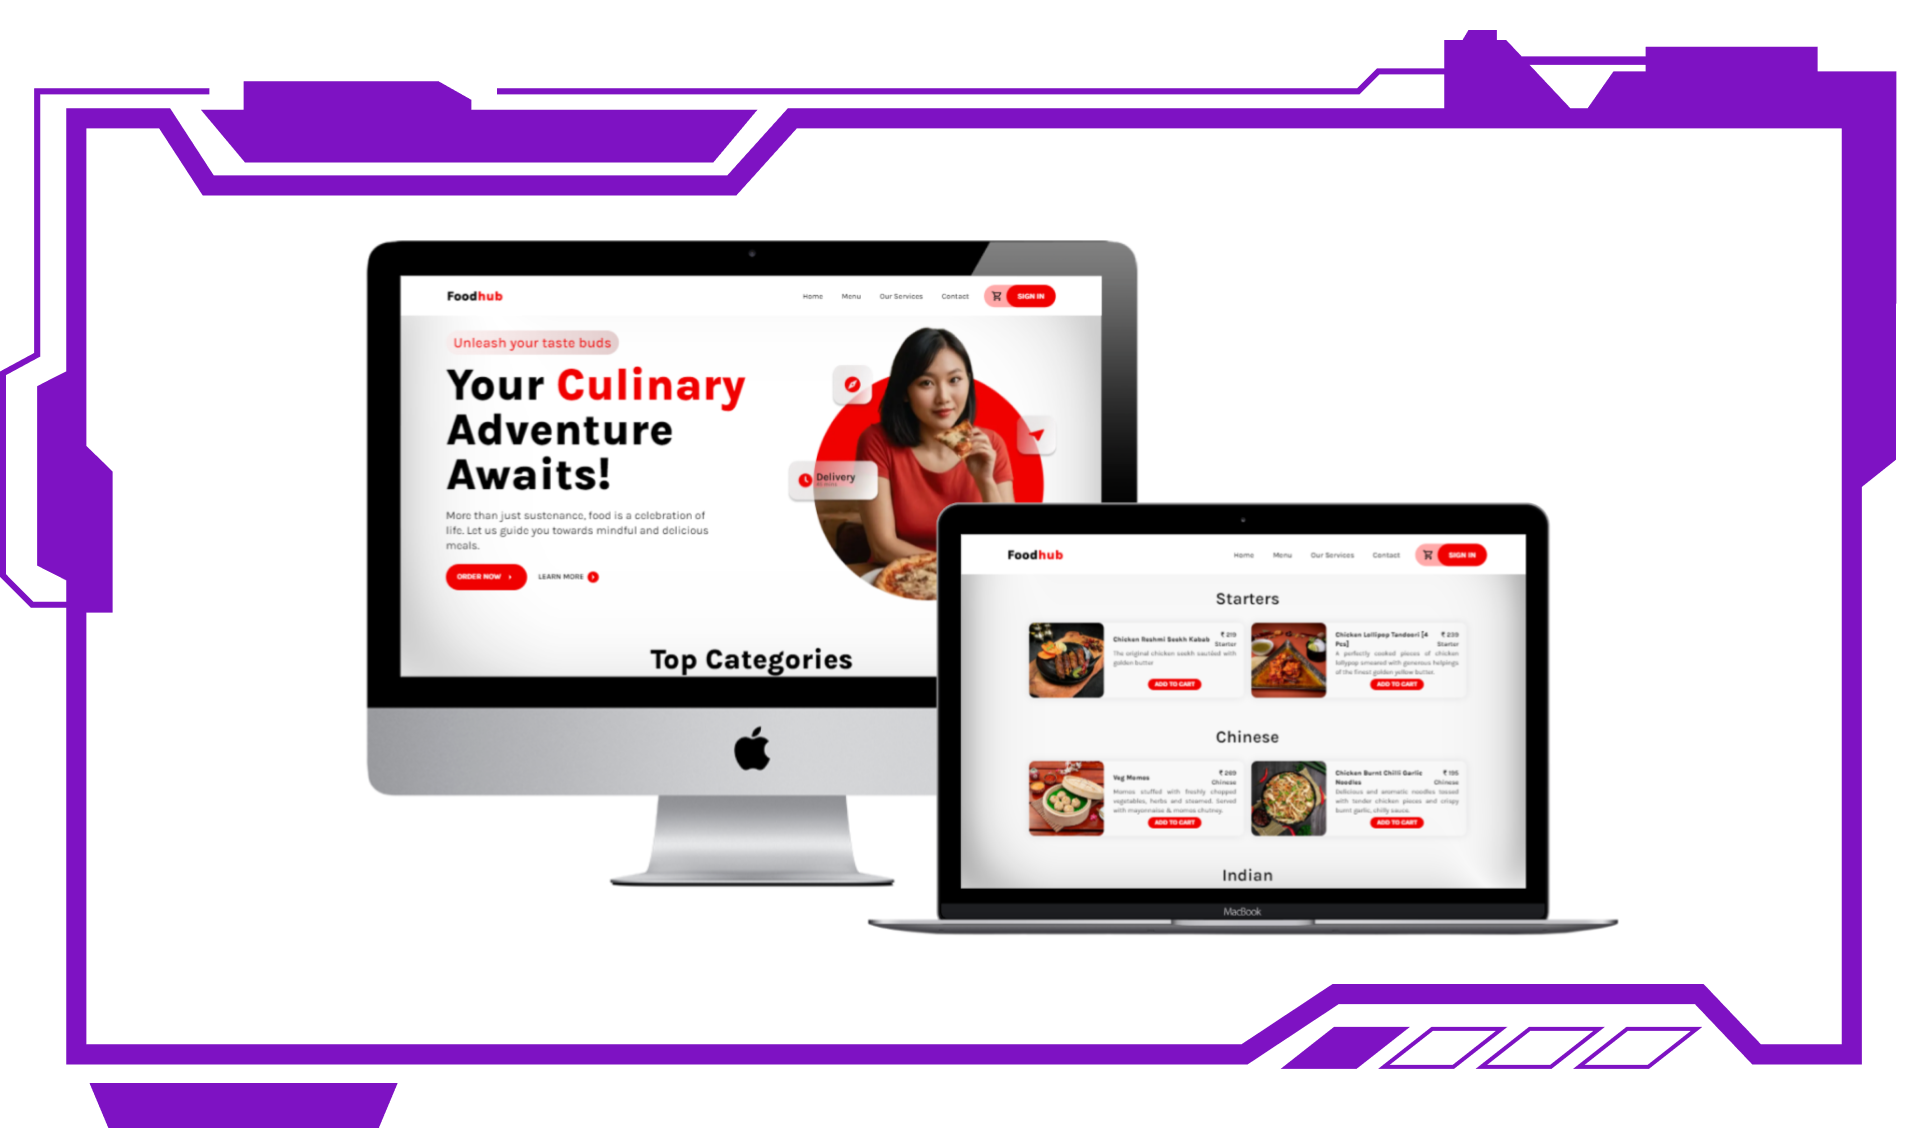 Foodhub
Home Menu Our Services Contact SIGN IN
Unleash your taste buds
Your Culinary
Adventure
Awaits!
More than just sustenance, food is a celebration of
life. Let us guide you towards mindful and delicious
meals.
ORDER NOW
LEARN MORE
Delivery
Top Categories
Foodhub
Home Menu Our Services Contact SIGN IN
Starters
Chicken Reshmi Seekh Kabab ₹ 219
Starter
The original chicken seekh sautéed with
golden butter
ADD TO CART
Chicken Lollipop Tandoori [4 ₹ 239
Pcs] Starter
A perfectly cooked pieces of chicken
lollypop smeared with generous helpings
of the finest golden yellow butter.
ADD TO CART
Chinese
Veg Momos ₹ 269
Chinese
Momos stuffed with freshly chopped
vegetables, herbs and steamed. Served
with mayonnaise & momos chutney.
ADD TO CART
Chicken Burnt Chilli Garlic ₹ 195
Noodles Chinese
Delicious and aromatic noodles tossed
with tender chicken pieces and crispy
burnt garlic, chilly sauce.
ADD TO CART
Indian
MacBook